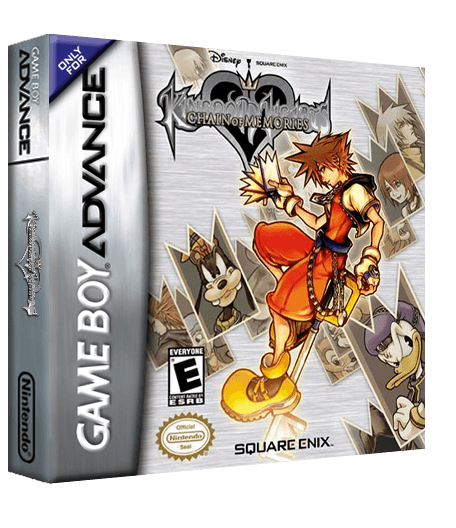 GAME BOY
ADVANCE
Nintendo
ONLY
FOR
GAME BOY ADVANCE
Disney
SQUARE ENIX
KINGDOM HEARTS
CHAIN OF MEMORIES
EVERYONE
E
CONTENT RATED BY
ESRB
Official
Nintendo
Seal
SQUARE ENIX